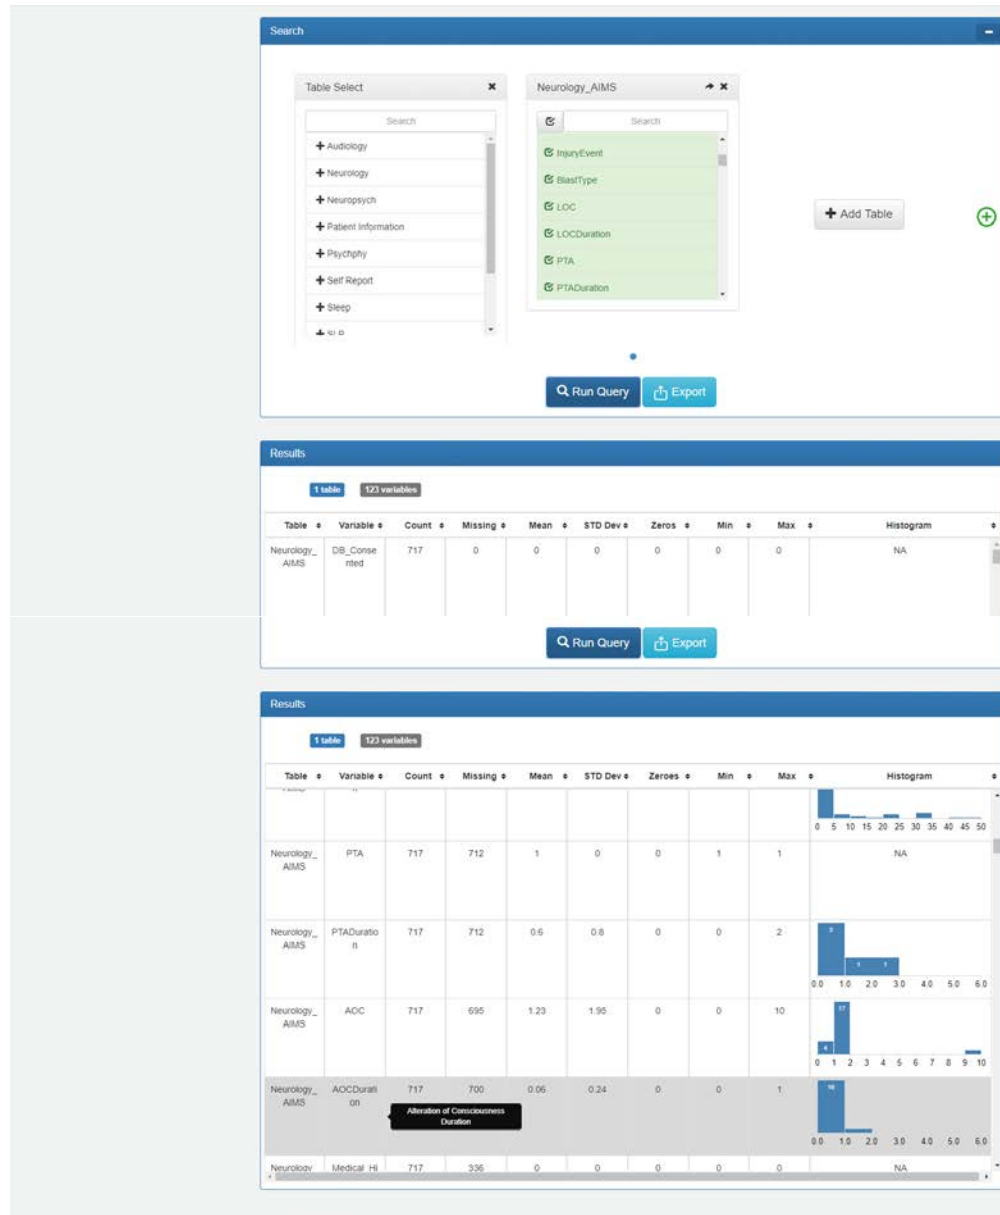 Search
Table Select
Search
Audiology
Neurology
Neuropsych
Patient Information
Psychphy
Self Report
Sleep
SLP
Neurology_AIMS
Search
InjuryEvent
BlastType
LOC
LOCDuration
PTA
PTADuration
Add Table
Run Query Export
Results
1 table 123 variables
Table Variable Count Missing Mean STD Dev Zeros Min Max Histogram
Neurology_ DB_Conse 717 0 0 0 0 0 0 NA
AIMS nted
Run Query Export
Results
1 table 123 variables
Table Variable Count Missing Mean STD Dev Zeroes Min Max Histogram
0 5 10 15 20 25 30 35 40 45 50
Neurology_ PTA 717 712 1 0 0 1 1 NA
AIMS
Neurology_ PTADuratio 717 712 0.6 0.8 0 0 2
AIMS n
3 1 1
0.0 1.0 2.0 3.0 4.0 5.0 6.0
Neurology_ AOC 717 695 1.23 1.95 0 0 10
AIMS
17
4
0 1 2 3 4 5 6 7 8 9 10
Neurology_ AOCDurati 717 700 0.06 0.24 0 0 1
AIMS on
16
Alteration of Consciousness
Duration
0.0 1.0 2.0 3.0 4.0 5.0 6.0
Neurology Medical Hi 717 336 0 0 0 0 0 NA